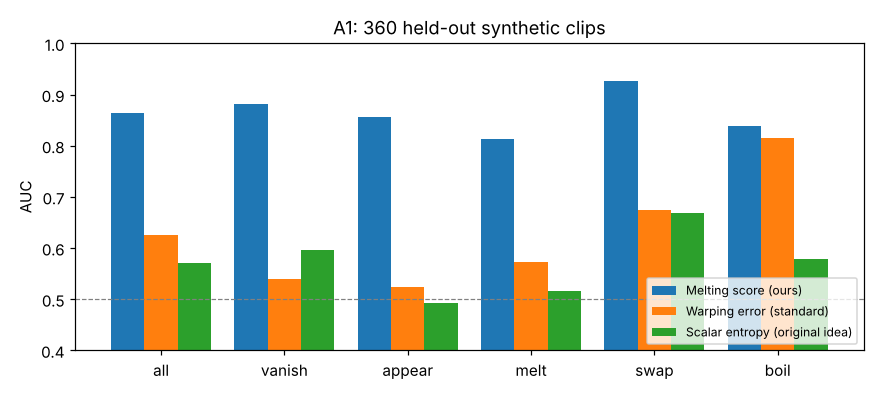 A1: 360 held-out synthetic clips
AUC
1.0
0.9
0.8
0.7
0.6
0.5
0.4
all vanish appear melt swap boil
Melting score (ours)
Warping error (standard)
Scalar entropy (original idea)